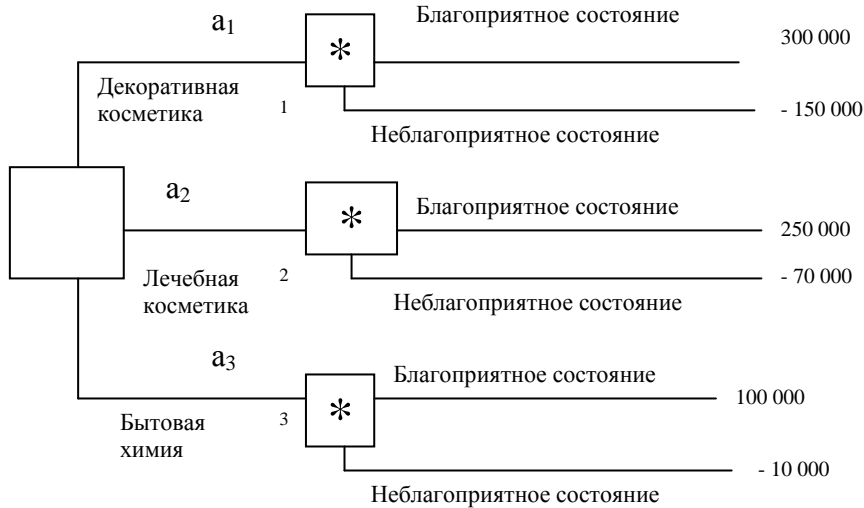 a1
Благоприятное состояние
300 000
*
Декоративная
косметика
1
- 150 000
Неблагоприятное состояние
a2
Благоприятное состояние
250 000
*
Лечебная
косметика
2
- 70 000
Неблагоприятное состояние
a3
Благоприятное состояние
100 000
*
Бытовая
химия
3
- 10 000
Неблагоприятное состояние